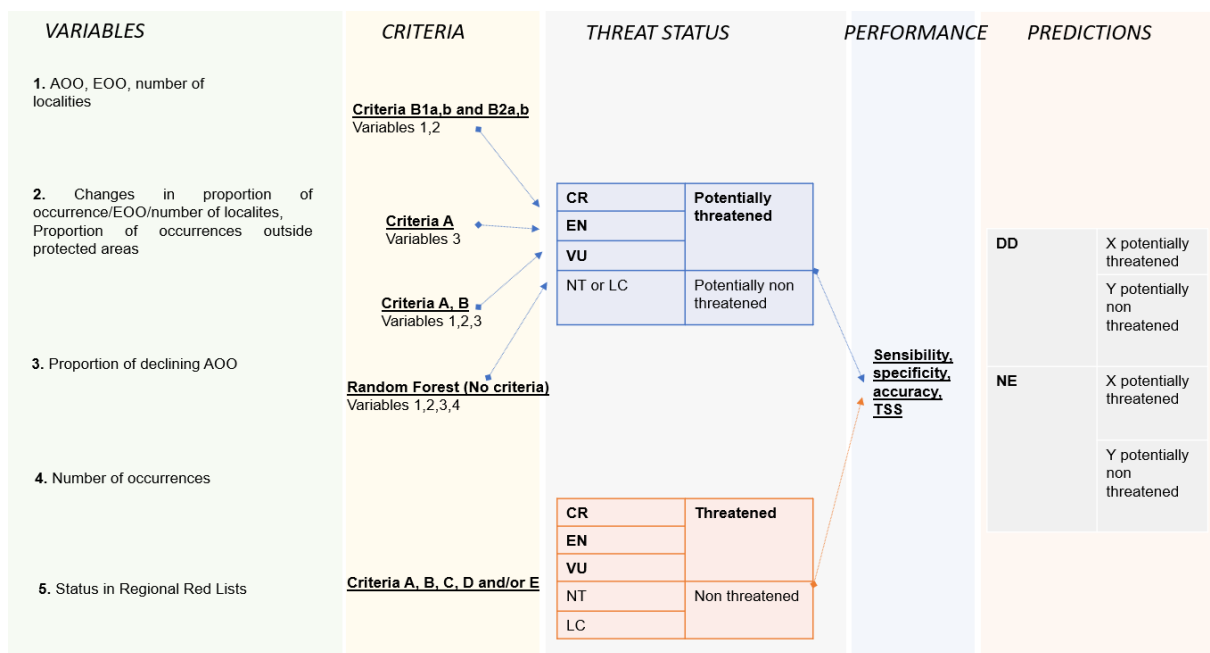 VARIABLES
CRITERIA
THREAT STATUS
PERFORMANCE
PREDICTIONS
1. AOO, EOO, number of
localities
2. Changes in proportion of
occurrence/EOO/number of localites,
Proportion of occurrences outside
protected areas
3. Proportion of declining AOO
4. Number of occurrences
5. Status in Regional Red Lists
Criteria B1a,b and B2a,b
Variables 1,2
Criteria A
Variables 3
Criteria A, B
Variables 1,2,3
Random Forest (No criteria)
Variables 1,2,3,4
Criteria A, B, C, D and/or E
CR
EN
VU
Potentially
threatened
NT or LC
Potentially non
threatened
CR
EN
VU
Threatened
NT
LC
Non threatened
Sensibility,
specificity,
accuracy,
TSS
DD
X potentially
threatened
Y potentially
non
threatened
NE
X potentially
threatened
Y potentially
non
threatened